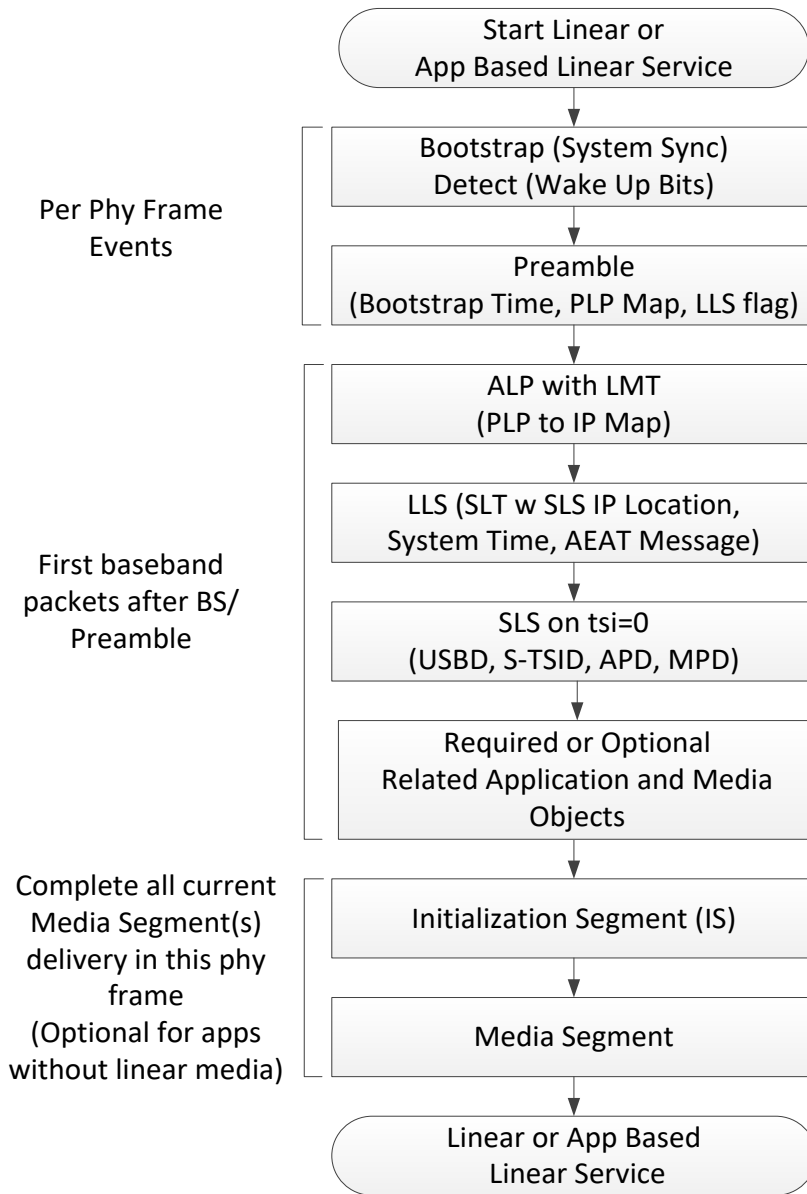 Start Linear or
App Based Linear Service
Per Phy Frame
Events
Bootstrap (System Sync)
Detect (Wake Up Bits)
Preamble
(Bootstrap Time, PLP Map, LLS flag)
First baseband
packets after BS/
Preamble
ALP with LMT
(PLP to IP Map)
LLS (SLT w SLS IP Location,
System Time, AEAT Message)
SLS on tsi=0
(USBD, S-TSID, APD, MPD)
Required or Optional
Related Application and Media
Objects
Complete all current
Media Segment(s)
delivery in this phy
frame
(Optional for apps
without linear media)
Initialization Segment (IS)
Media Segment
Linear or App Based
Linear Service